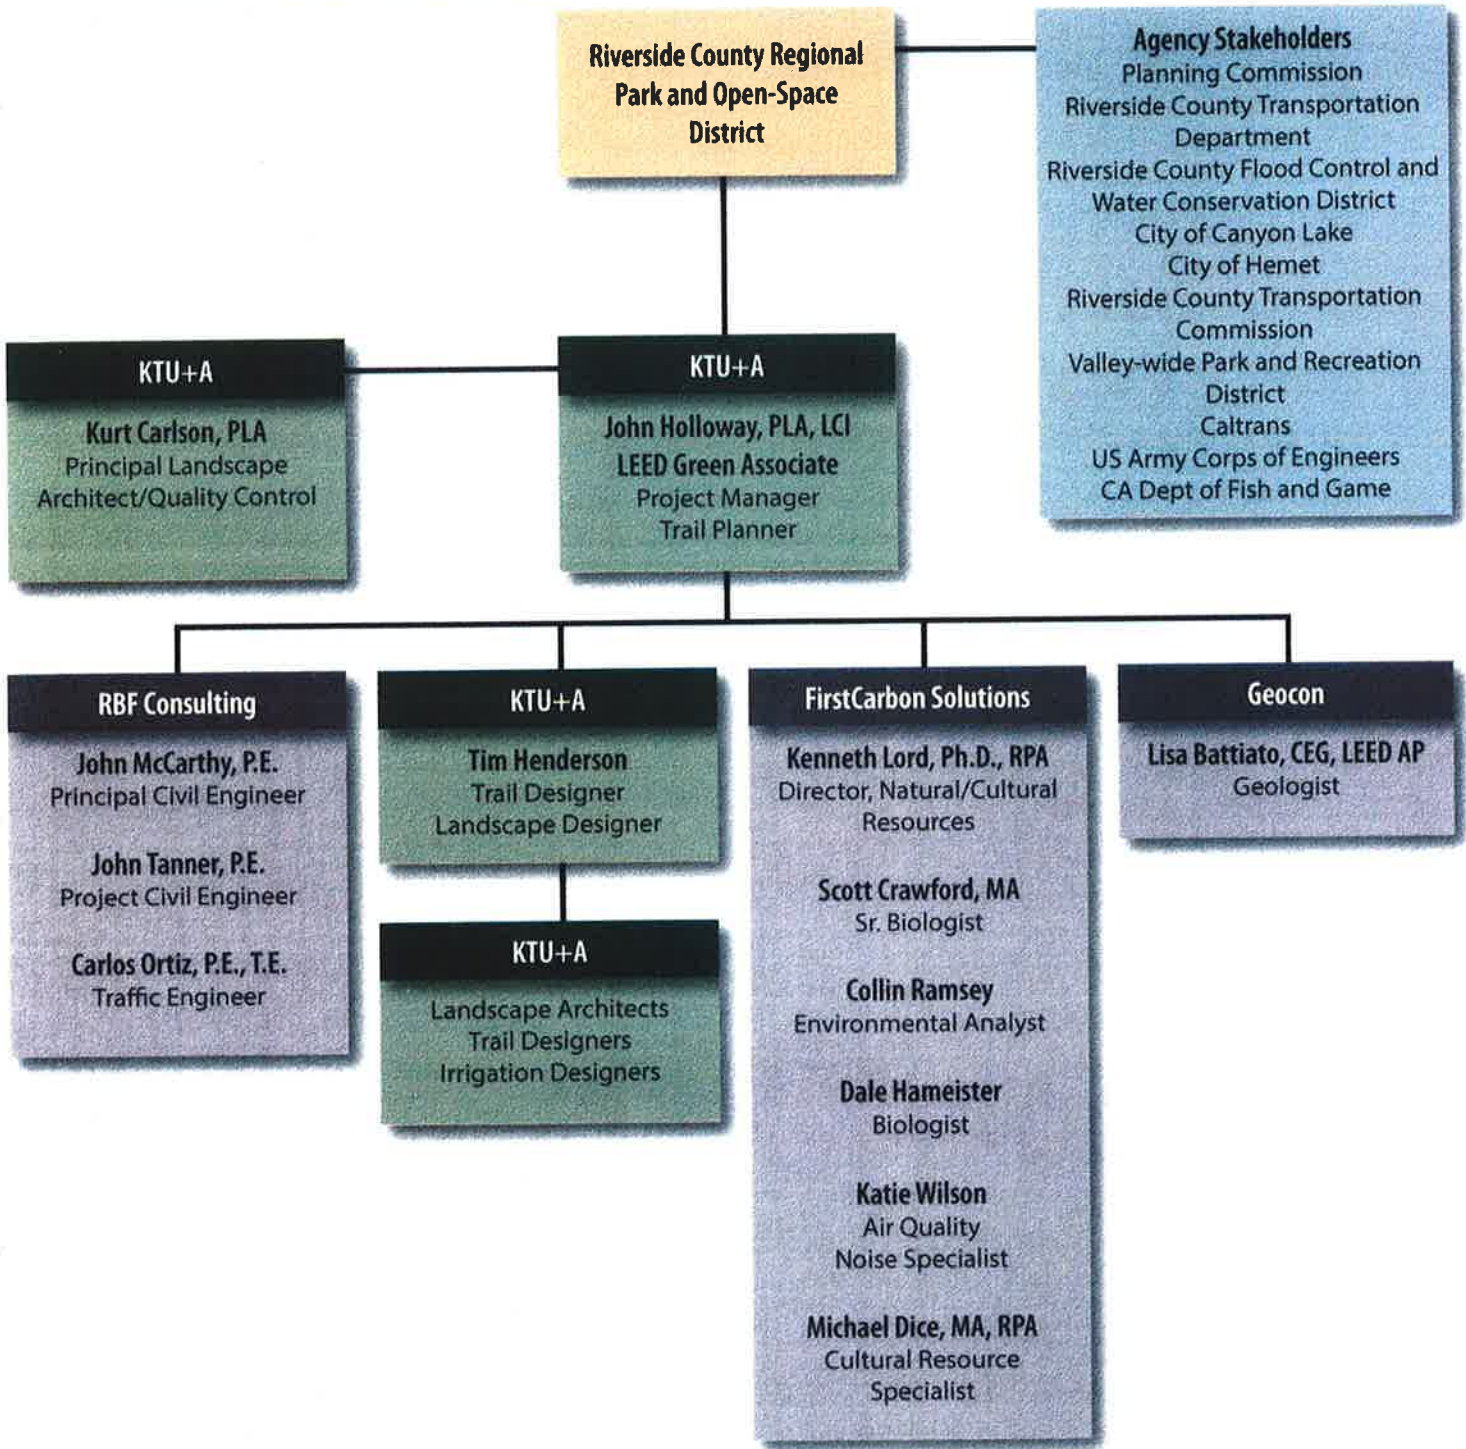 Riverside County Regional
Park and Open-Space
District
Agency Stakeholders
Planning Commission
Riverside County Transportation
Department
Riverside County Flood Control and
Water Conservation District
City of Canyon Lake
City of Hemet
Riverside County Transportation
Commission
Valley-wide Park and Recreation
District
Caltrans
US Army Corps of Engineers
CA Dept of Fish and Game
KTU+A
Kurt Carlson, PLA
Principal Landscape
Architect/Quality Control
KTU+A
John Holloway, PLA, LCI
LEED Green Associate
Project Manager
Trail Planner
RBF Consulting
John McCarthy, P.E.
Principal Civil Engineer
John Tanner, P.E.
Project Civil Engineer
Carlos Ortiz, P.E., T.E.
Traffic Engineer
KTU+A
Tim Henderson
Trail Designer
Landscape Designer
KTU+A
Landscape Architects
Trail Designers
Irrigation Designers
FirstCarbon Solutions
Kenneth Lord, Ph.D., RPA
Director, Natural/Cultural
Resources
Scott Crawford, MA
Sr. Biologist
Collin Ramsey
Environmental Analyst
Dale Hameister
Biologist
Katie Wilson
Air Quality
Noise Specialist
Michael Dice, MA, RPA
Cultural Resource
Specialist
Geocon
Lisa Battiato, CEG, LEED AP
Geologist